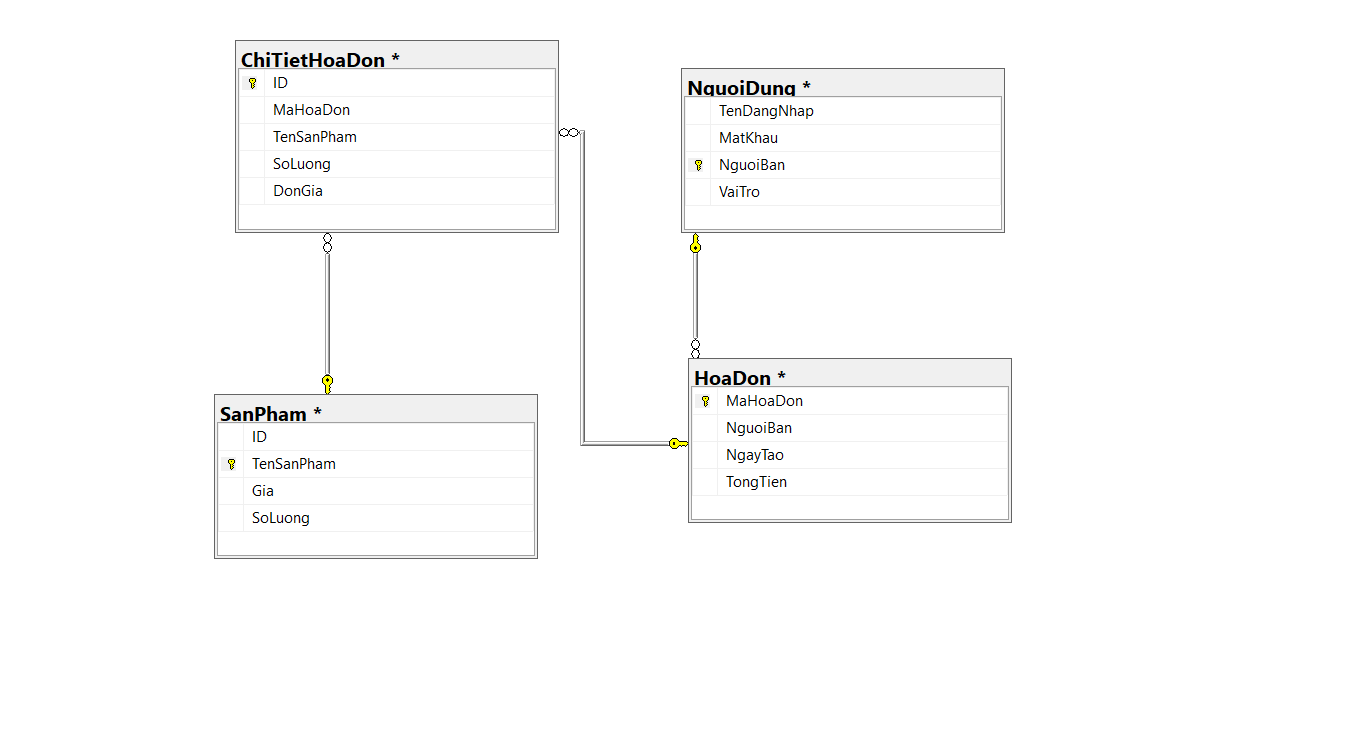 ChiTietHoaDon *
ID
MaHoaDon
TenSanPham
SoLuong
DonGia
NguoiDung *
TenDangNhap
MatKhau
NguoiBan
VaiTro
SanPham *
ID
TenSanPham
Gia
SoLuong
HoaDon *
MaHoaDon
NguoiBan
NgayTao
TongTien